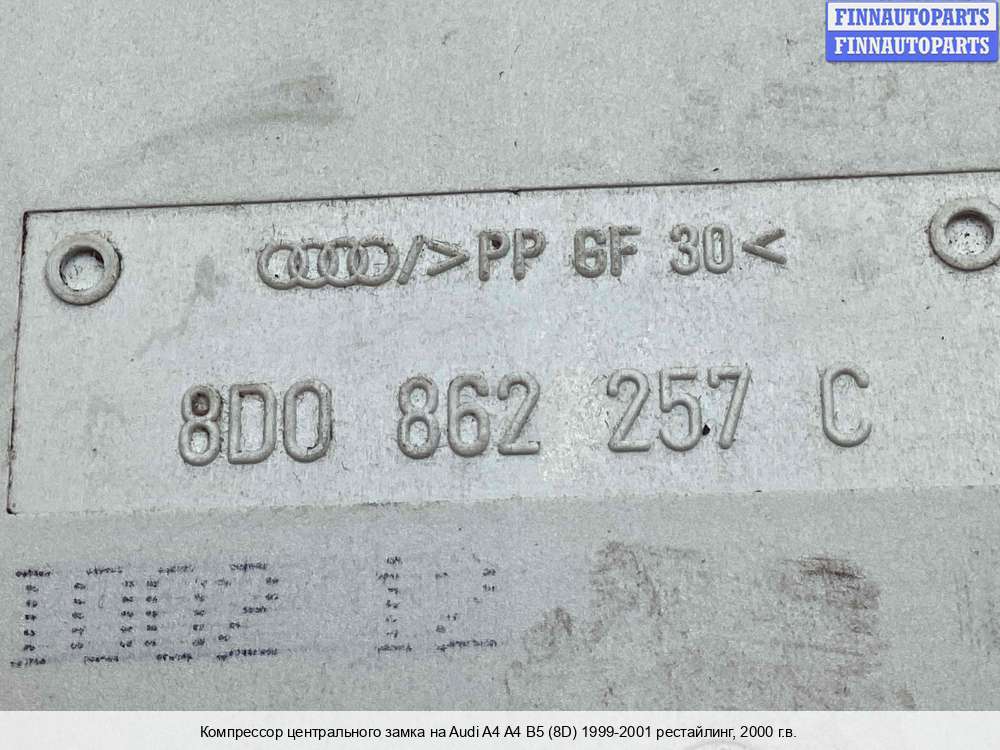 FINNAUTOPARTS
FINNAUTOPARTS
/>PP GF 30<
8D0 862 257 C
Компрессор центрального замка на Audi A4 A4 B5 (8D) 1999-2001 рестайлинг, 2000 г.в.